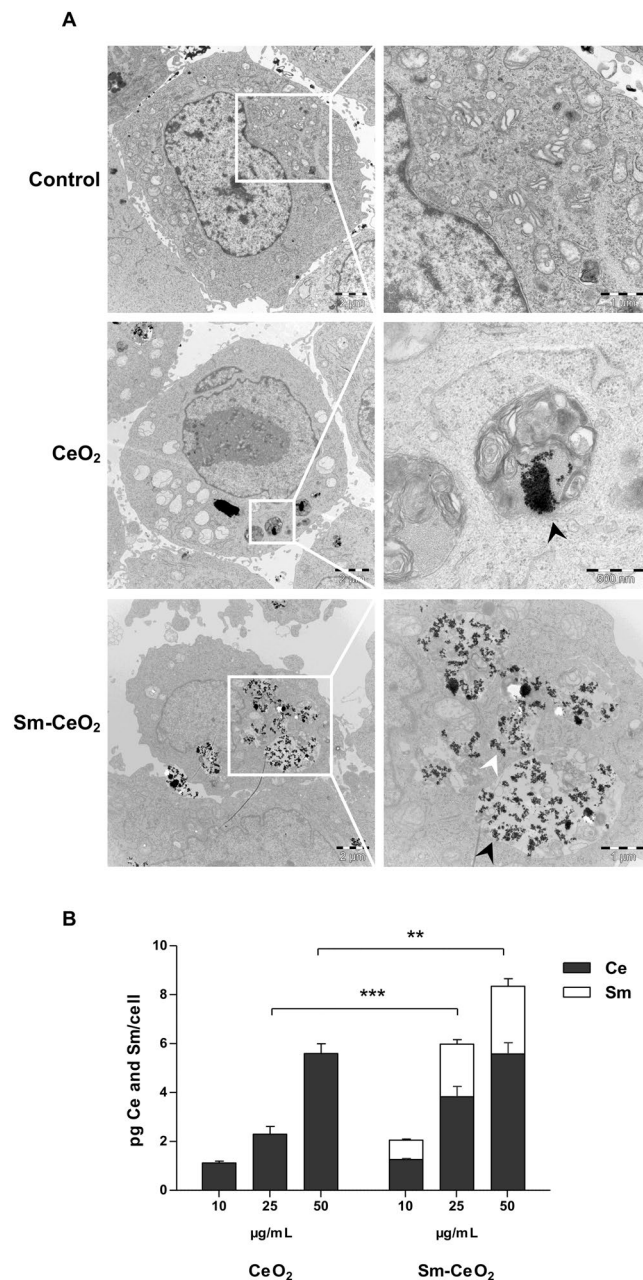 A
Control
2 µm
1 µm
CeO₂
2 µm
500 nm
Sm-CeO₂
2 µm
1 µm
B
pg Ce and Sm/cell
10
8
6
4
2
0
**
***
Ce
Sm
10 25 50 10 25 50
µg/mL µg/mL
CeO₂ Sm-CeO₂